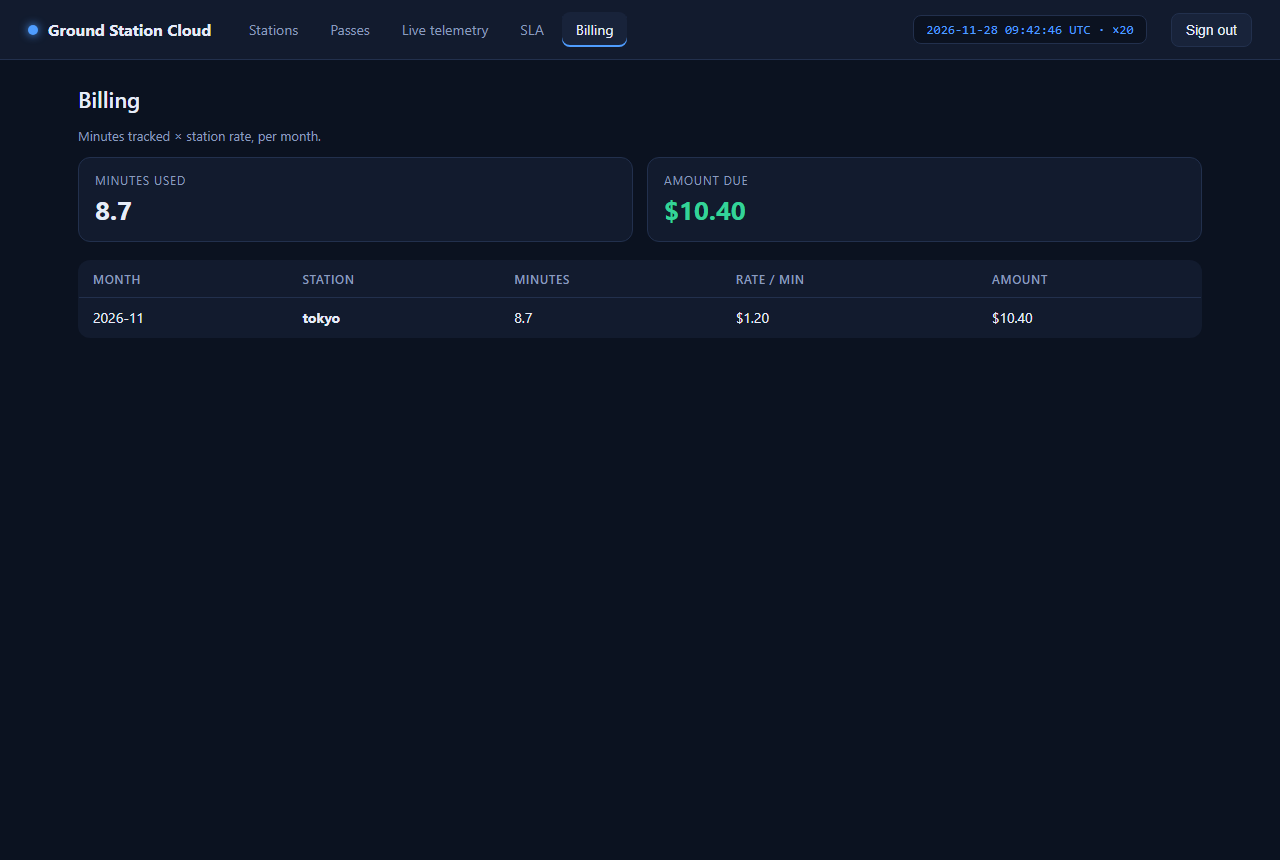 Ground Station Cloud Stations Passes Live telemetry SLA Billing 2026-11-28 09:42:46 UTC · ×20 Sign out
Billing
Minutes tracked × station rate, per month.
MINUTES USED AMOUNT DUE
8.7 $10.40
MONTH STATION MINUTES RATE / MIN AMOUNT
2026-11 tokyo 8.7 $1.20 $10.40